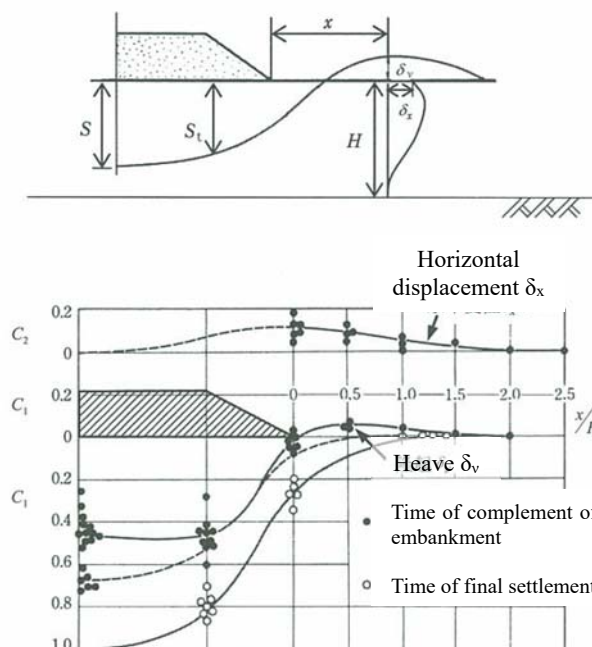 x
δv
δx
S
St
H
Horizontal
displacement δx
0.2
C2
0
0.2
0 0.5 1.0 1.5 2.0 2.5
C1
x/
0
Heave δv
0.2
C1
0.4
Time of complement of
embankment
0.6
0.8
Time of final settlement
1.0